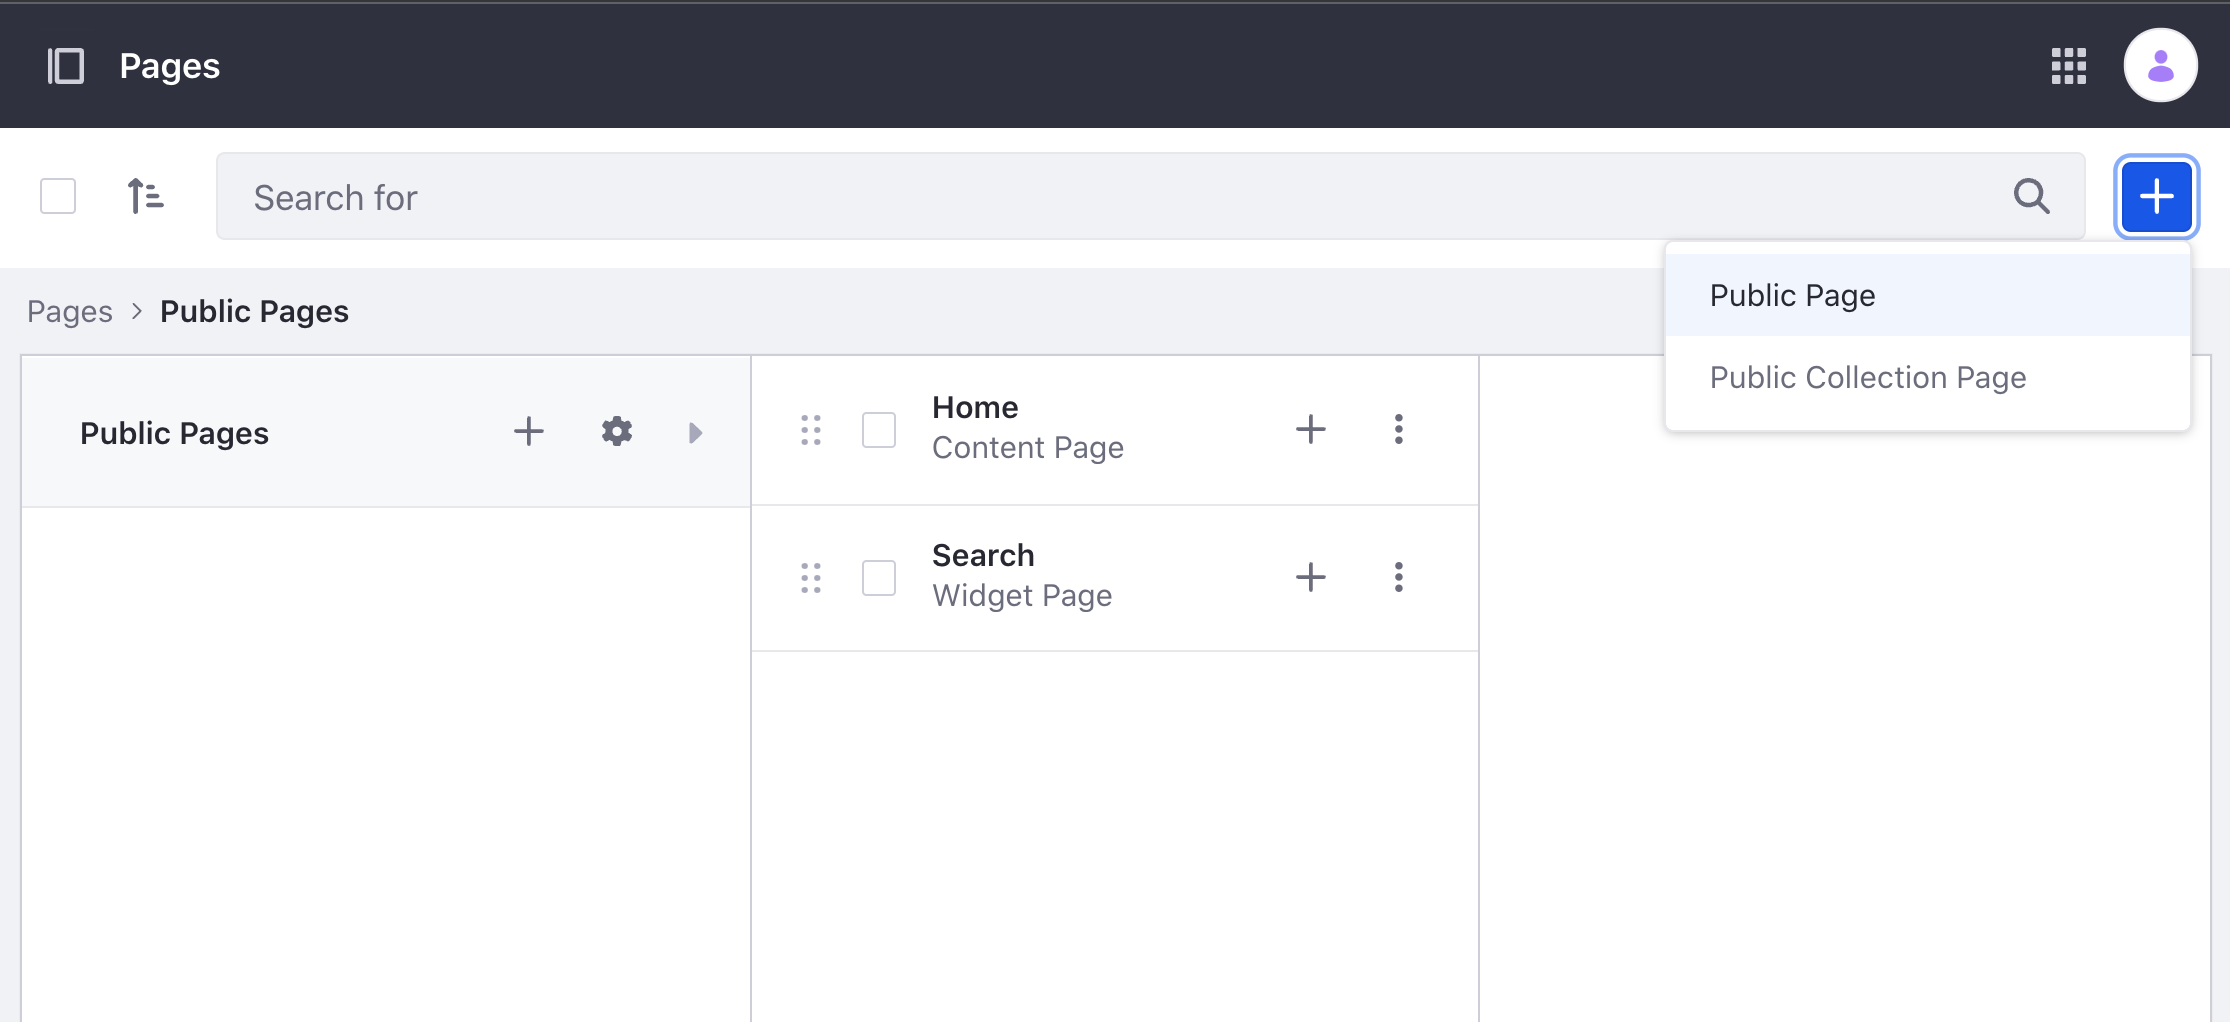 Pages
Search for
Public Page
Public Collection Page
Pages > Public Pages
Public Pages
Home
Content Page
Search
Widget Page